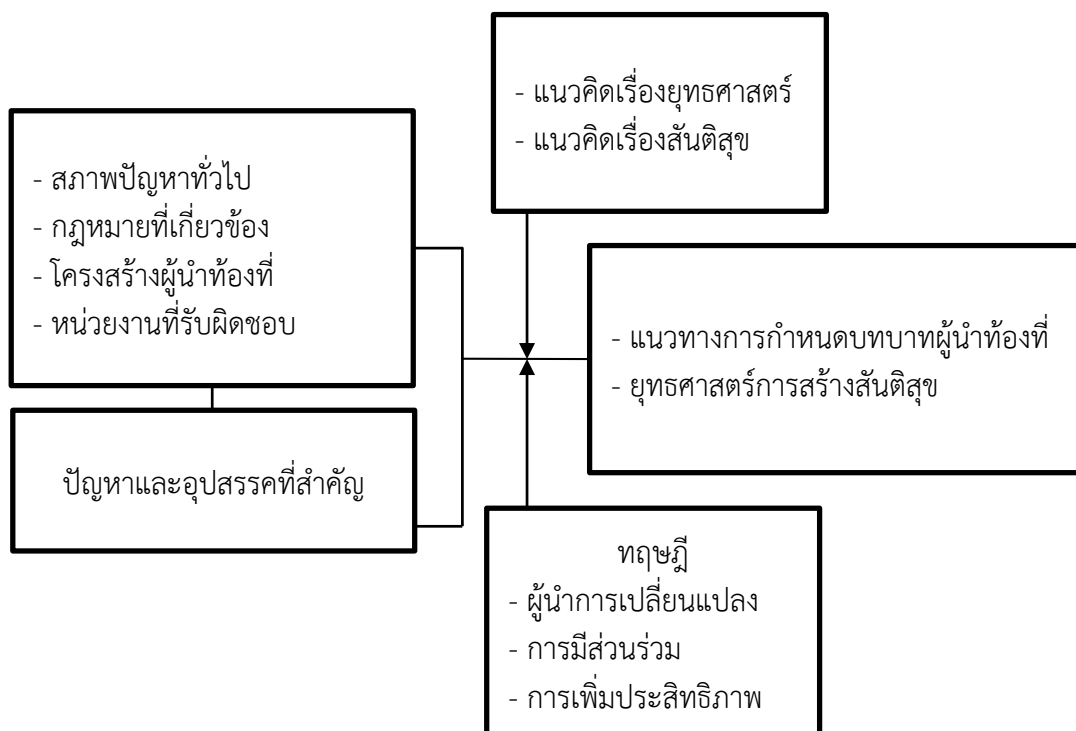 - แนวคิดเรื่องยุทธศาสตร์
- แนวคิดเรื่องสันติสุข
- สภาพปัญหาทั่วไป
- กฎหมายที่เกี่ยวข้อง
- โครงสร้างผู้นำท้องที่
- หน่วยงานที่รับผิดชอบ
- แนวทางการกำหนดบทบาทผู้นำท้องที่
- ยุทธศาสตร์การสร้างสันติสุข
ปัญหาและอุปสรรคที่สำคัญ
ทฤษฎี
- ผู้นำการเปลี่ยนแปลง
- การมีส่วนร่วม
- การเพิ่มประสิทธิภาพ